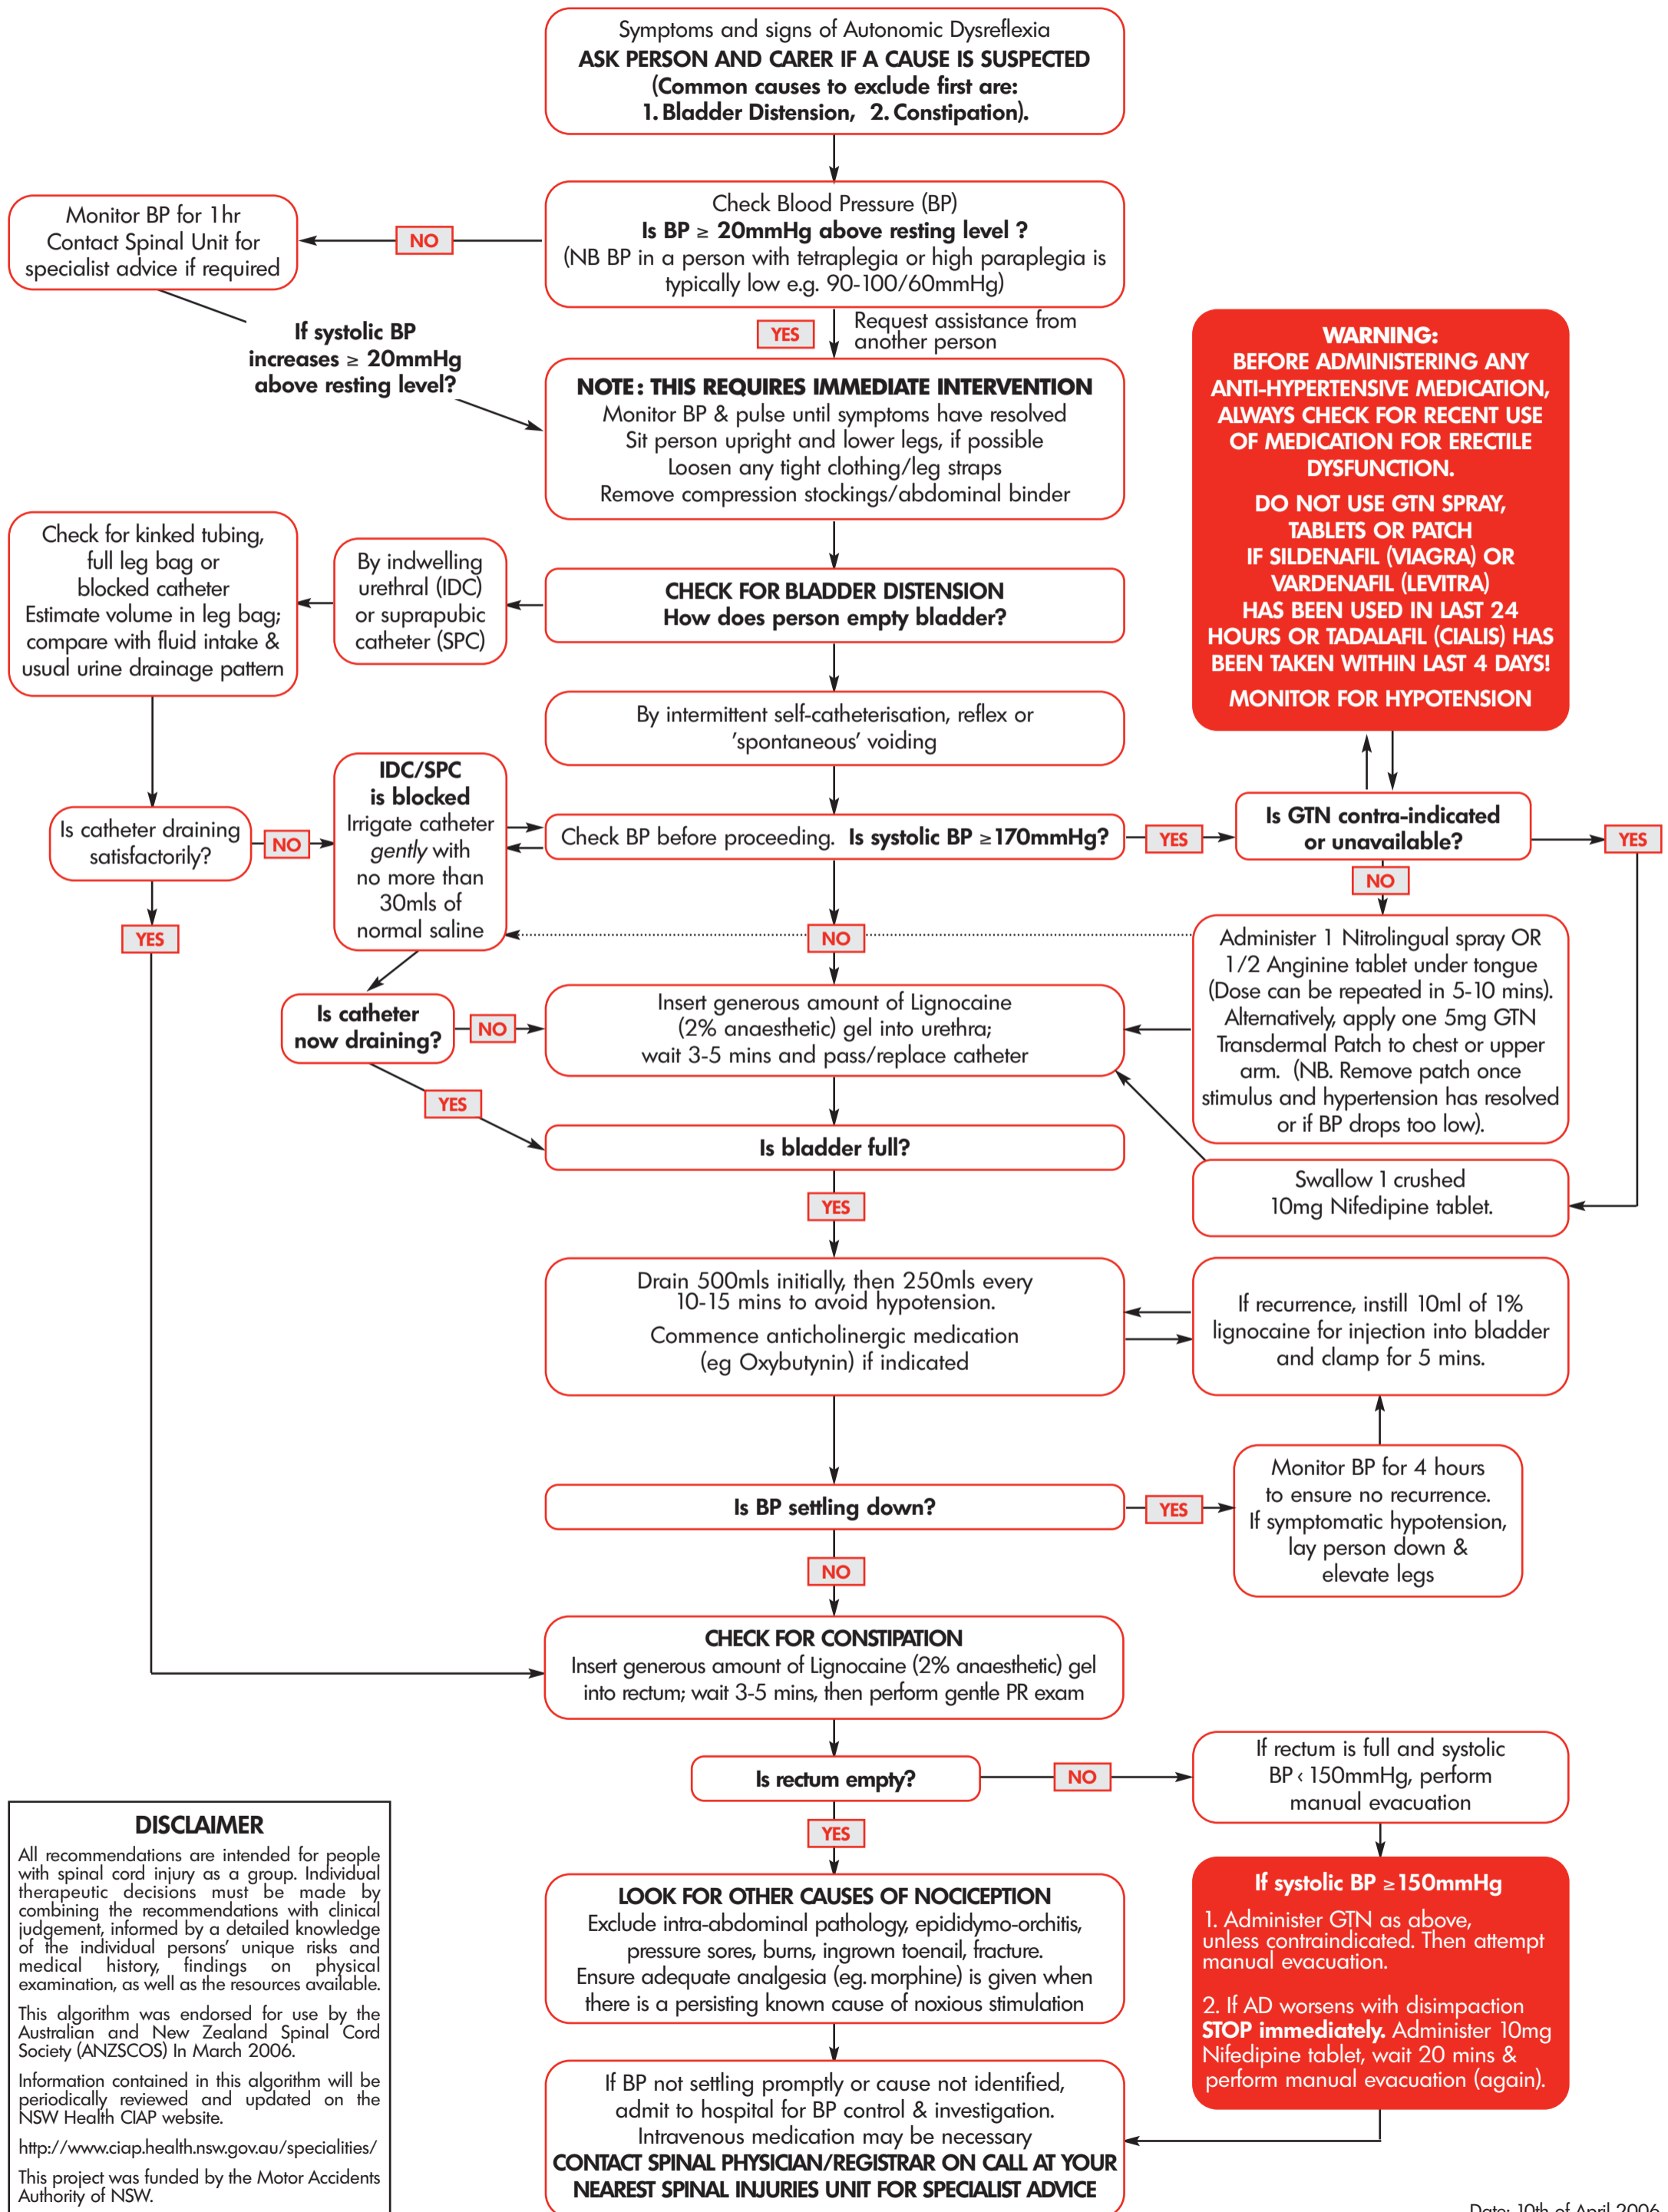 Symptoms and signs of Autonomic Dysreflexia
ASK PERSON AND CARER IF A CAUSE IS SUSPECTED
(Common causes to exclude first are:
1. Bladder Distension, 2. Constipation).
Check Blood Pressure (BP)
Is BP ≥ 20mmHg above resting level ?
(NB BP in a person with tetraplegia or high paraplegia is
typically low e.g. 90-100/60mmHg)
NO
Monitor BP for 1hr
Contact Spinal Unit for
specialist advice if required
If systolic BP
increases ≥ 20mmHg
above resting level?
YES
Request assistance from
another person
NOTE: THIS REQUIRES IMMEDIATE INTERVENTION
Monitor BP & pulse until symptoms have resolved
Sit person upright and lower legs, if possible
Loosen any tight clothing/leg straps
Remove compression stockings/abdominal binder
WARNING:
BEFORE ADMINISTERING ANY
ANTI-HYPERTENSIVE MEDICATION,
ALWAYS CHECK FOR RECENT USE
OF MEDICATION FOR ERECTILE
DYSFUNCTION.
DO NOT USE GTN SPRAY,
TABLETS OR PATCH
IF SILDENAFIL (VIAGRA) OR
VARDENAFIL (LEVITRA)
HAS BEEN USED IN LAST 24
HOURS OR TADALAFIL (CIALIS) HAS
BEEN TAKEN WITHIN LAST 4 DAYS!
MONITOR FOR HYPOTENSION
CHECK FOR BLADDER DISTENSION
How does person empty bladder?
By indwelling
urethral (IDC)
or suprapubic
catheter (SPC)
Check for kinked tubing,
full leg bag or
blocked catheter
Estimate volume in leg bag;
compare with fluid intake &
usual urine drainage pattern
By intermittent self-catheterisation, reflex or
'spontaneous' voiding
Is catheter draining
satisfactorily?
NO
YES
IDC/SPC
is blocked
Irrigate catheter
gently with
no more than
30mls of
normal saline
Check BP before proceeding. Is systolic BP ≥170mmHg?
YES
NO
Is GTN contra-indicated
or unavailable?
YES
NO
Administer 1 Nitrolingual spray OR
1/2 Anginine tablet under tongue
(Dose can be repeated in 5-10 mins).
Alternatively, apply one 5mg GTN
Transdermal Patch to chest or upper
arm. (NB. Remove patch once
stimulus and hypertension has resolved
or if BP drops too low).
Swallow 1 crushed
10mg Nifedipine tablet.
Is catheter
now draining?
NO
YES
Insert generous amount of Lignocaine
(2% anaesthetic) gel into urethra;
wait 3-5 mins and pass/replace catheter
Is bladder full?
YES
Drain 500mls initially, then 250mls every
10-15 mins to avoid hypotension.
Commence anticholinergic medication
(eg Oxybutynin) if indicated
If recurrence, instill 10ml of 1%
lignocaine for injection into bladder
and clamp for 5 mins.
Is BP settling down?
YES
Monitor BP for 4 hours
to ensure no recurrence.
If symptomatic hypotension,
lay person down &
elevate legs
NO
CHECK FOR CONSTIPATION
Insert generous amount of Lignocaine (2% anaesthetic) gel
into rectum; wait 3-5 mins, then perform gentle PR exam
Is rectum empty?
NO
If rectum is full and systolic
BP ‹ 150mmHg, perform
manual evacuation
If systolic BP ≥150mmHg
1. Administer GTN as above,
unless contraindicated. Then attempt
manual evacuation.
2. If AD worsens with disimpaction
STOP immediately. Administer 10mg
Nifedipine tablet, wait 20 mins &
perform manual evacuation (again).
YES
LOOK FOR OTHER CAUSES OF NOCICEPTION
Exclude intra-abdominal pathology, epididymo-orchitis,
pressure sores, burns, ingrown toenail, fracture.
Ensure adequate analgesia (eg. morphine) is given when
there is a persisting known cause of noxious stimulation
If BP not settling promptly or cause not identified,
admit to hospital for BP control & investigation.
Intravenous medication may be necessary
CONTACT SPINAL PHYSICIAN/REGISTRAR ON CALL AT YOUR
NEAREST SPINAL INJURIES UNIT FOR SPECIALIST ADVICE
DISCLAIMER
All recommendations are intended for people
with spinal cord injury as a group. Individual
therapeutic decisions must be made by
combining the recommendations with clinical
judgement, informed by a detailed knowledge
of the individual persons' unique risks and
medical history, findings on physical
examination, as well as the resources available.
This algorithm was endorsed for use by the
Australian and New Zealand Spinal Cord
Society (ANZSCOS) In March 2006.
Information contained in this algorithm will be
periodically reviewed and updated on the
NSW Health CIAP website.
http://www.ciap.health.nsw.gov.au/specialities/
This project was funded by the Motor Accidents
Authority of NSW.
Date: 10th of April 2006